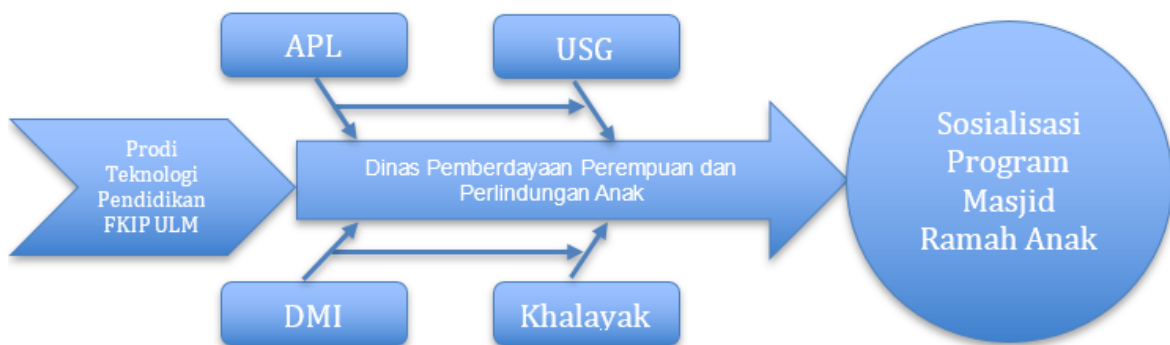 APL
USG
Prodi
Teknologi
Pendidikan
FKIP ULM
Dinas Pemberdayaan Perempuan dan
Perlindungan Anak
Sosialisasi
Program
Masjid
Ramah Anak
DMI
Khalayak